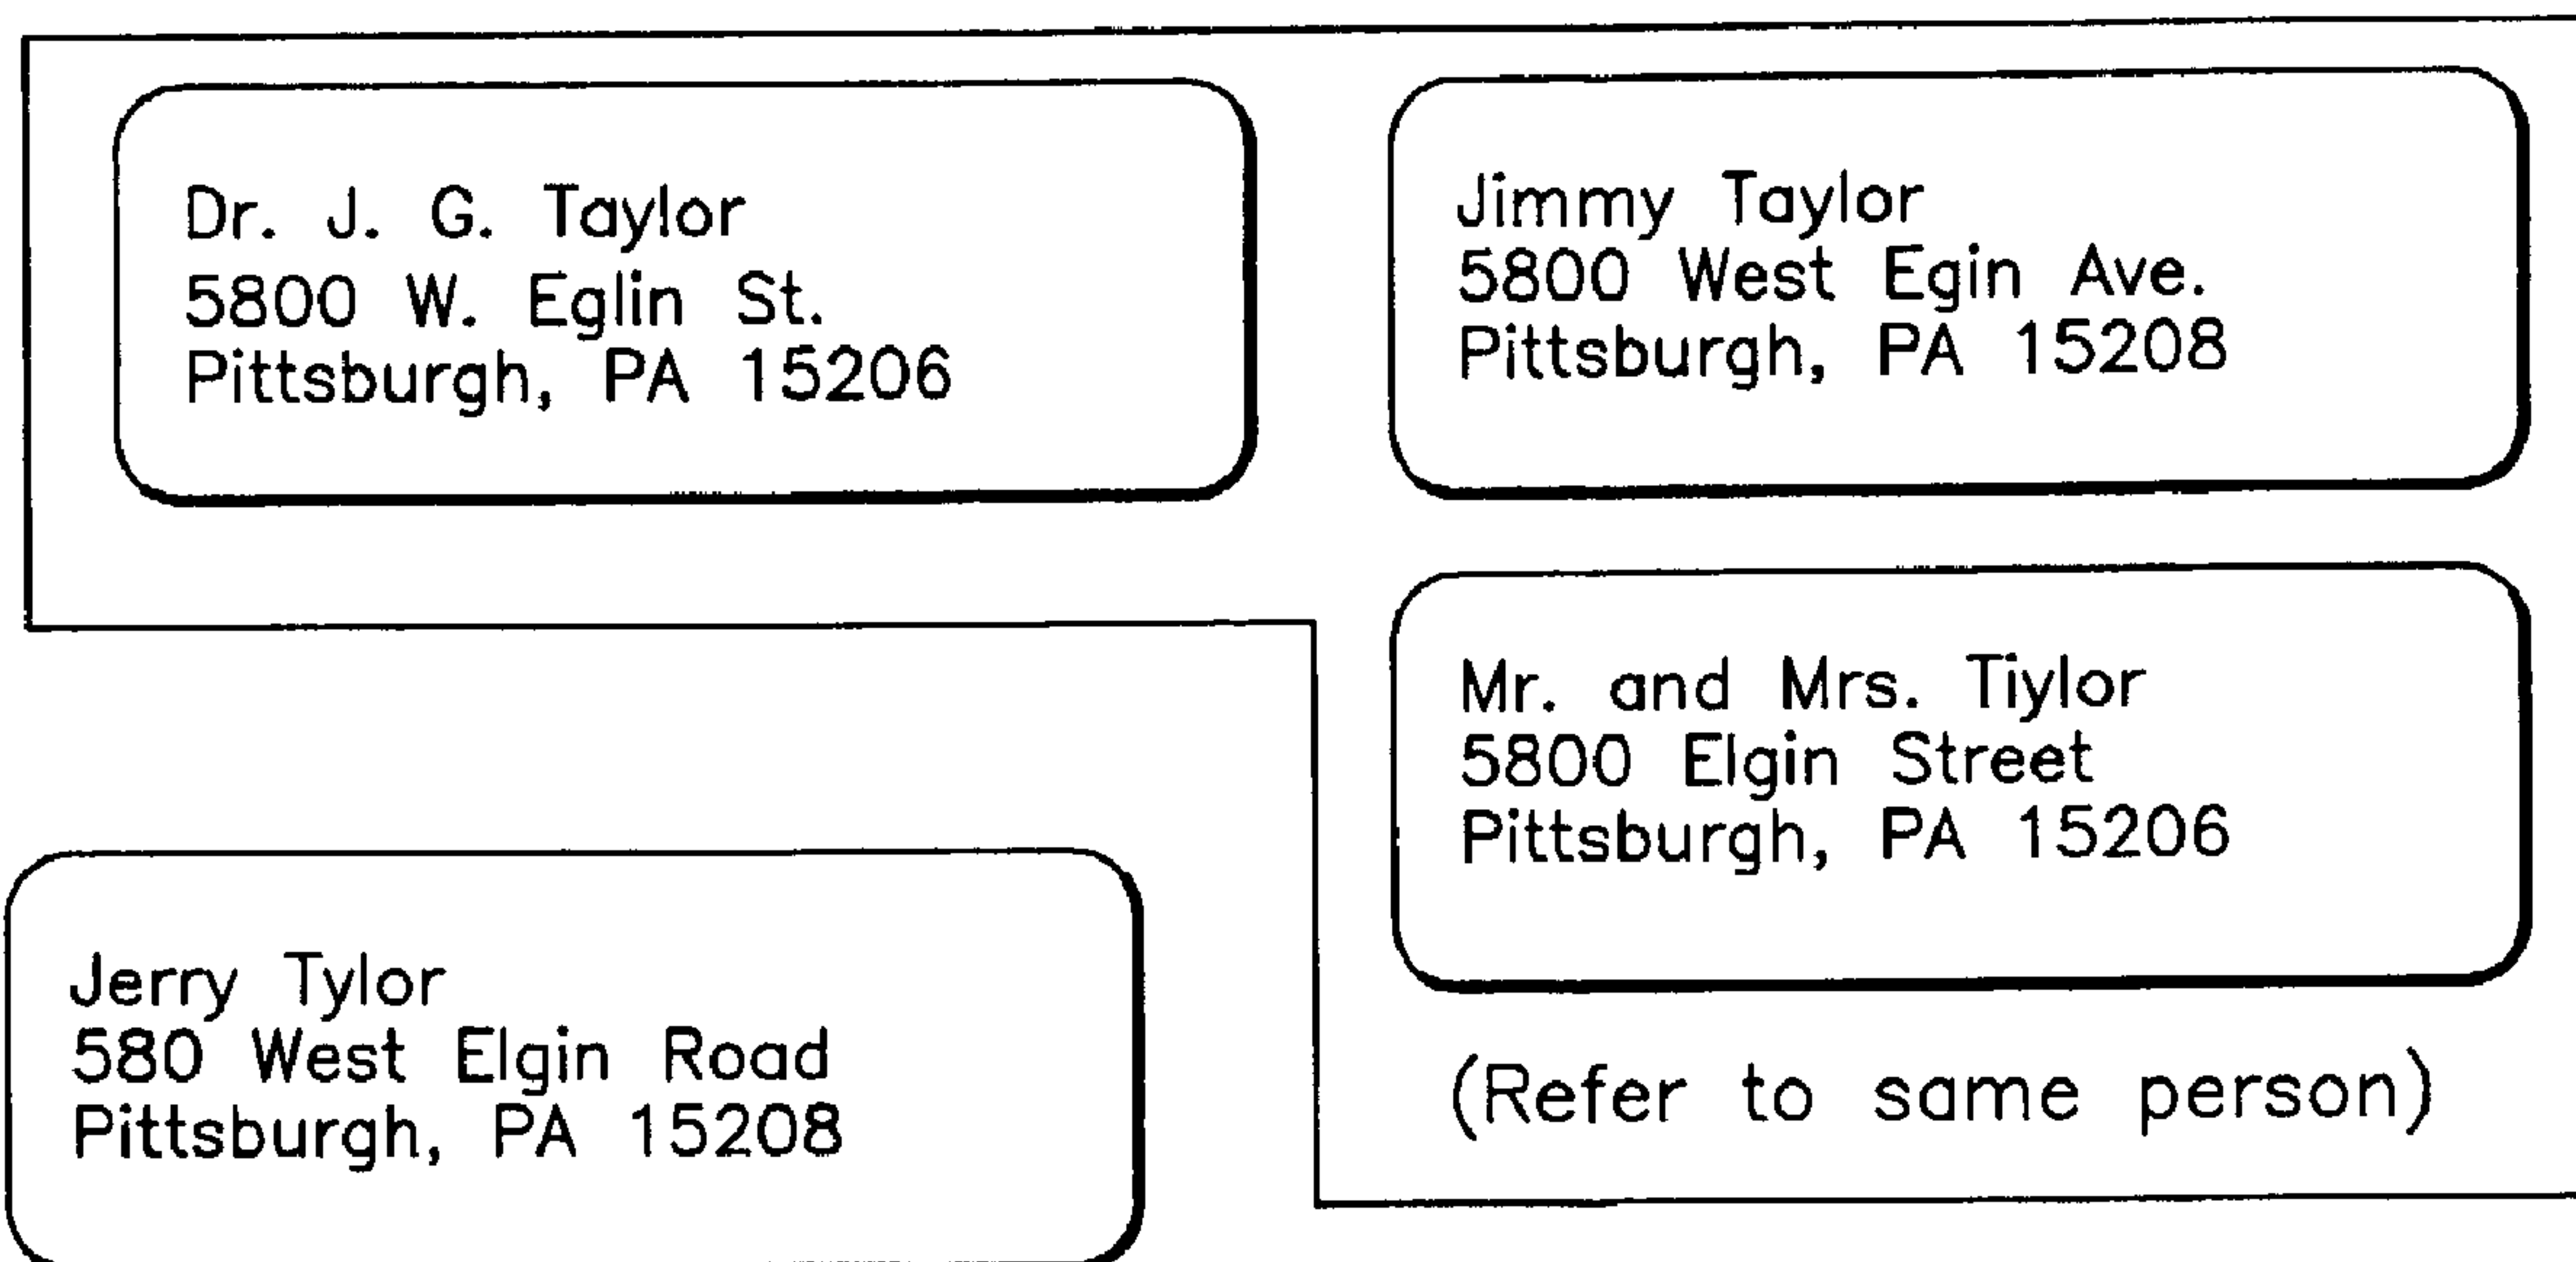 Dr. J. G. Taylor
5800 W. Eglin St.
Pittsburgh, PA 15206
Jimmy Taylor
5800 West Egin Ave.
Pittsburgh, PA 15208
Mr. and Mrs. Tiylor
5800 Elgin Street
Pittsburgh, PA 15206
(Refer to same person)
Jerry Tylor
580 West Elgin Road
Pittsburgh, PA 15208